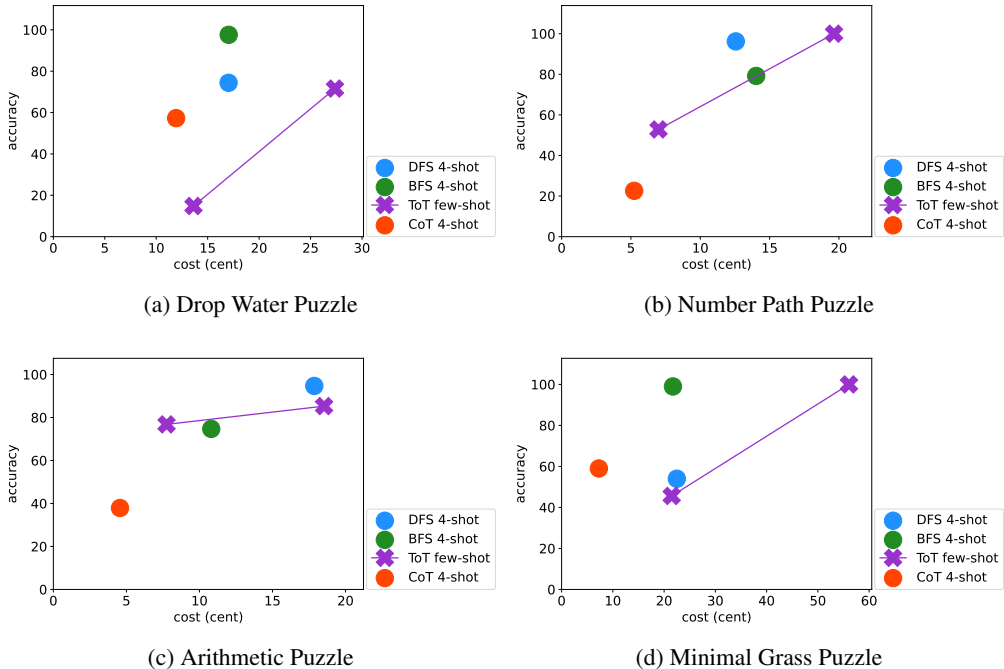 100
80
60
40
20
0
accuracy
0 5 10 15 20 25 30
cost (cent)
DFS 4-shot
BFS 4-shot
ToT few-shot
CoT 4-shot
(a) Drop Water Puzzle
100
80
60
40
20
0
accuracy
0 5 10 15 20
cost (cent)
DFS 4-shot
BFS 4-shot
ToT few-shot
CoT 4-shot
(b) Number Path Puzzle
100
80
60
40
20
0
accuracy
0 5 10 15 20
cost (cent)
DFS 4-shot
BFS 4-shot
ToT few-shot
CoT 4-shot
(c) Arithmetic Puzzle
100
80
60
40
20
0
accuracy
0 10 20 30 40 50 60
cost (cent)
DFS 4-shot
BFS 4-shot
ToT few-shot
CoT 4-shot
(d) Minimal Grass Puzzle